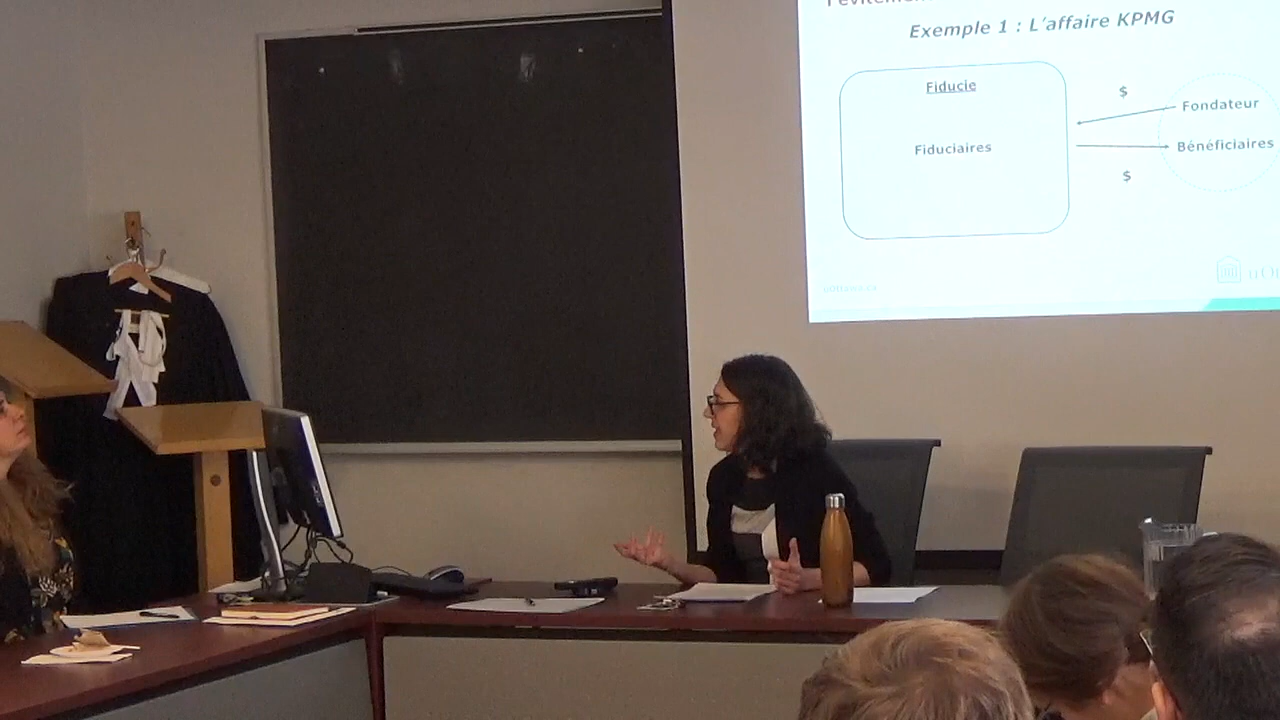 Exemple 1 : L'affaire KPMG
Fiducie
$
Fondateur
Fiduciaires
Bénéficiaires
$